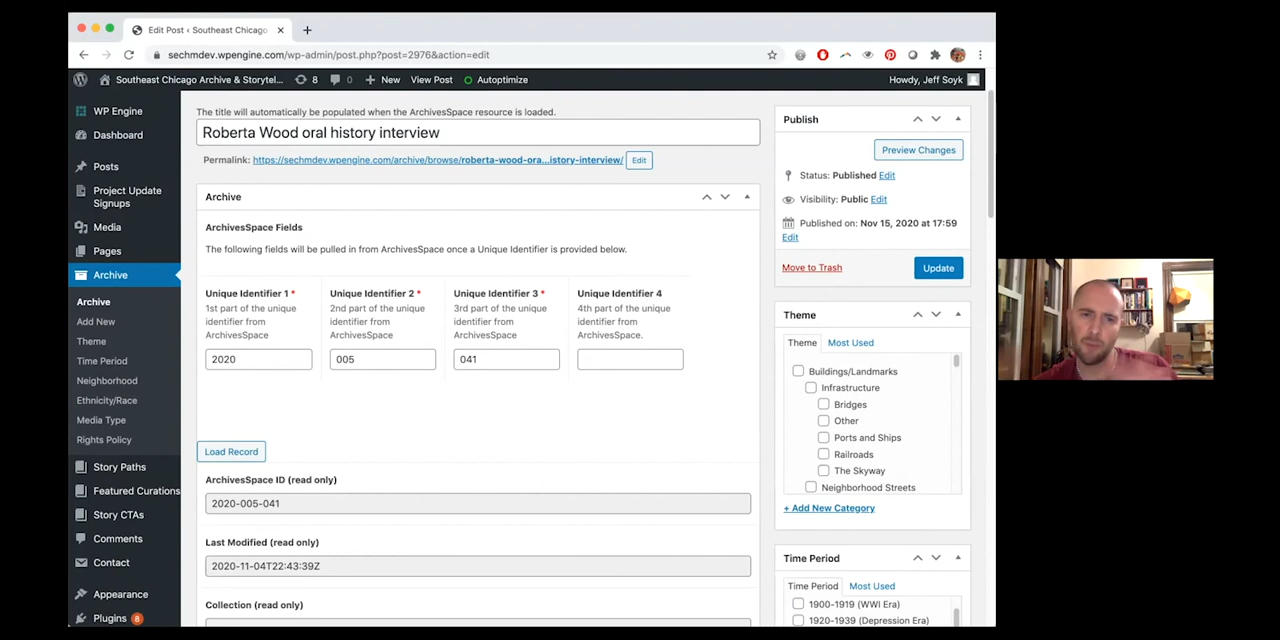 Edit Post ‹ Southeast Chicago
sechmdev.wpengine.com/wp-admin/post.php?post=2976&action=edit
Southeast Chicago Archive & Storytel... 8 0 New View Post Autoptimize Howdy, Jeff Soyk
WP Engine
Dashboard
Posts
Project Update
Signups
Media
Pages
Archive
Archive
Add New
Theme
Time Period
Neighborhood
Ethnicity/Race
Media Type
Rights Policy
Story Paths
Featured Curations
Story CTAs
Comments
Contact
Appearance
Plugins 8
The title will automatically be populated when the ArchivesSpace resource is loaded.
Roberta Wood oral history interview
Permalink: https://sechmdev.wpengine.com/archive/browse/roberta-wood-ora...istory-interview/ Edit
Archive
ArchivesSpace Fields
The following fields will be pulled in from ArchivesSpace once a Unique Identifier is provided below.
Unique Identifier 1 *
1st part of the unique
identifier from
ArchivesSpace
2020
Unique Identifier 2 *
2nd part of the unique
identifier from
ArchivesSpace
005
Unique Identifier 3 *
3rd part of the unique
identifier from
ArchivesSpace
041
Unique Identifier 4
4th part of the unique
identifier from
ArchivesSpace.
Load Record
ArchivesSpace ID (read only)
2020-005-041
Last Modified (read only)
2020-11-04T22:43:39Z
Collection (read only)
Publish
Preview Changes
Status: Published Edit
Visibility: Public Edit
Published on: Nov 15, 2020 at 17:59
Edit
Move to Trash
Update
Theme
Theme Most Used
Buildings/Landmarks
Infrastructure
Bridges
Other
Ports and Ships
Railroads
The Skyway
Neighborhood Streets
+ Add New Category
Time Period
Time Period Most Used
1900-1919 (WWI Era)
1920-1939 (Depression Era)